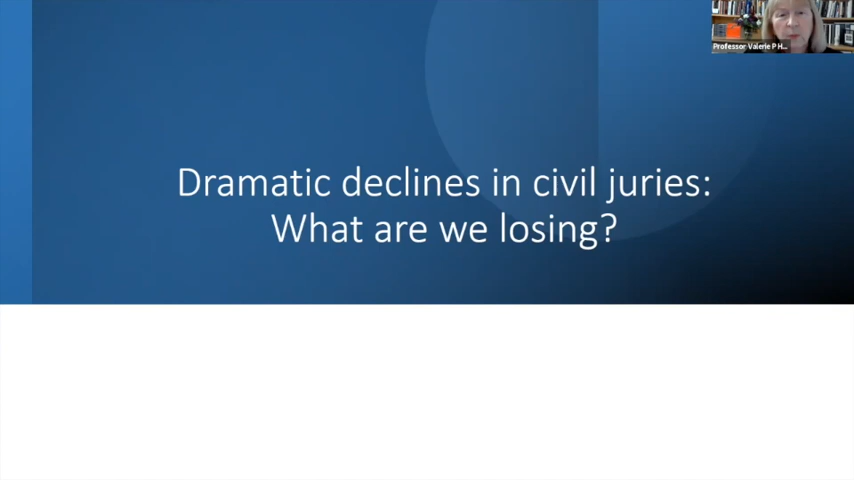 Professor Valerie P H...
Dramatic declines in civil juries:
What are we losing?